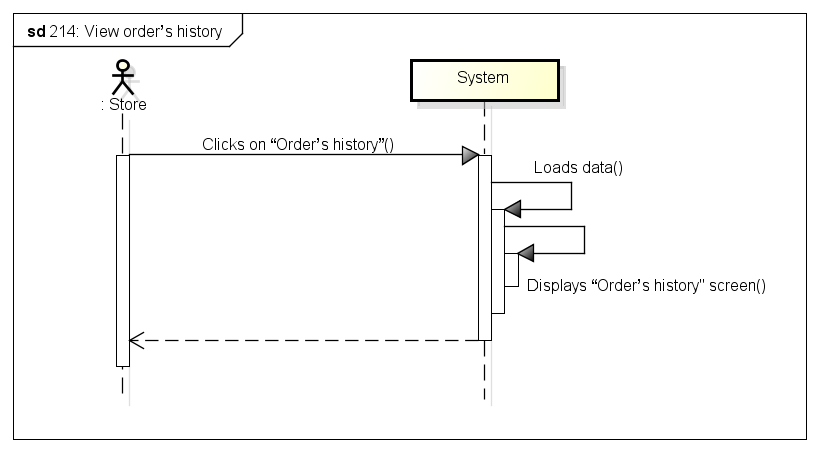 sd 214: View order’s history
: Store
System
Clicks on “Order’s history”()
Loads data()
Displays “Order’s history" screen()